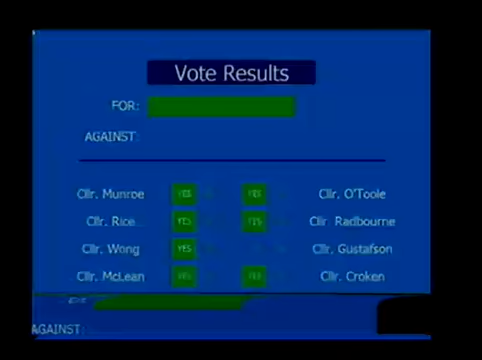 Vote Results
FOR:
AGAINST:
Cllr. Munroe YES YES Cllr. O'Toole
Cllr. Rice YES YES Cllr Radbourne
Cllr. Wong YES Cllr. Gustafson
Cllr. McLean YES YES Cllr. Croken
AGAINST: